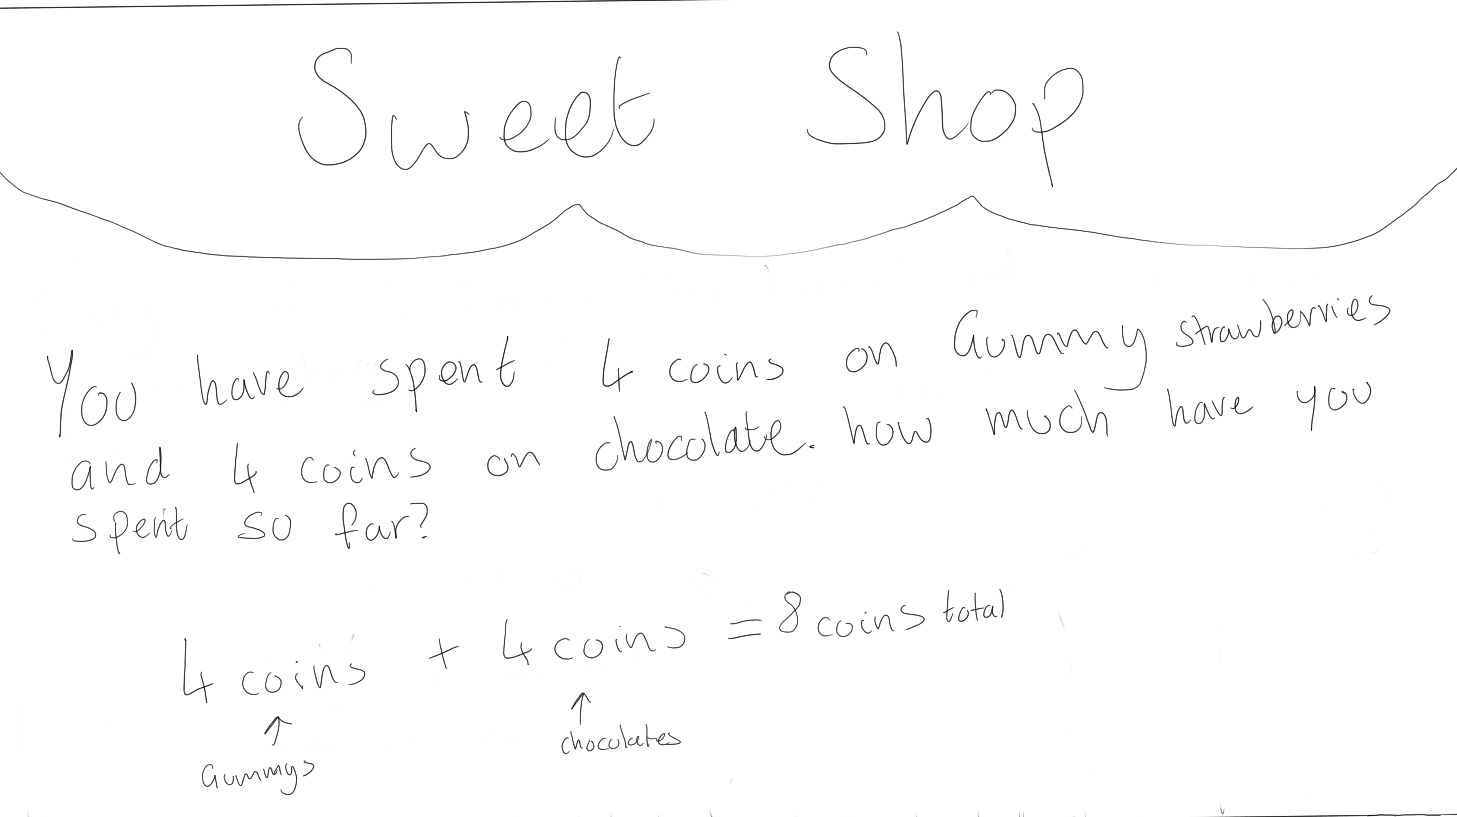 Sweet Shop
You have spent 4 coins on Gummy strawberries
and 4 coins on chocolate. how much have you
spent so far?
4 coins + 4 coins = 8 coins total
↑ ↑
Gummys chocolates